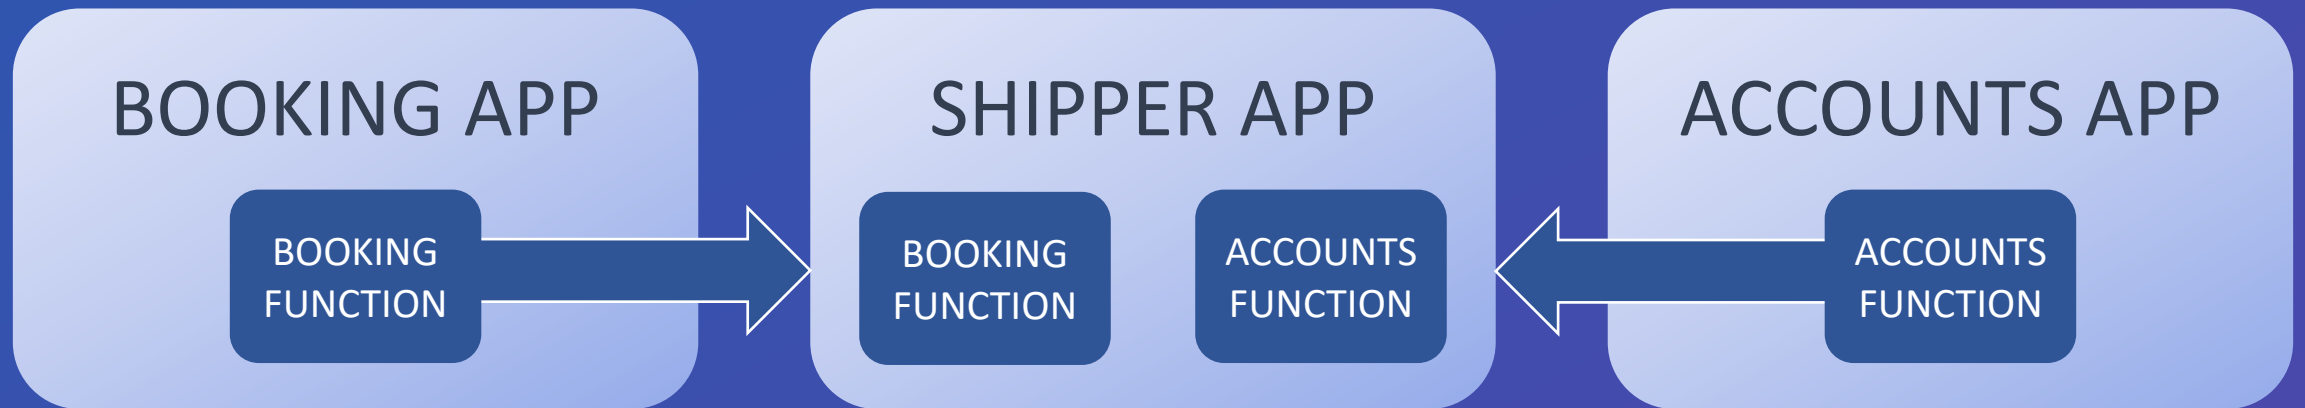 BOOKING APP
BOOKING
FUNCTION
SHIPPER APP
BOOKING
FUNCTION
ACCOUNTS
FUNCTION
ACCOUNTS APP
ACCOUNTS
FUNCTION